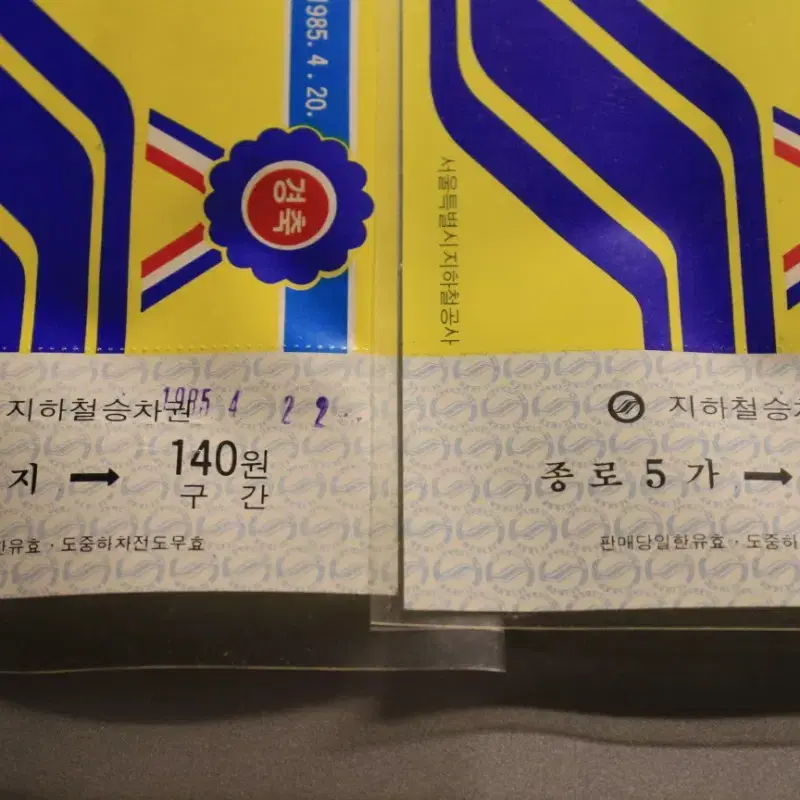 1985. 4. 20.
경축
지하철승차권
1985 4 22
지 → 140원
구간
한유효 · 도중하차전도무효
서울특별시지하철공사
지하철승차
종로5가 →
판매당일한유효 · 도중하